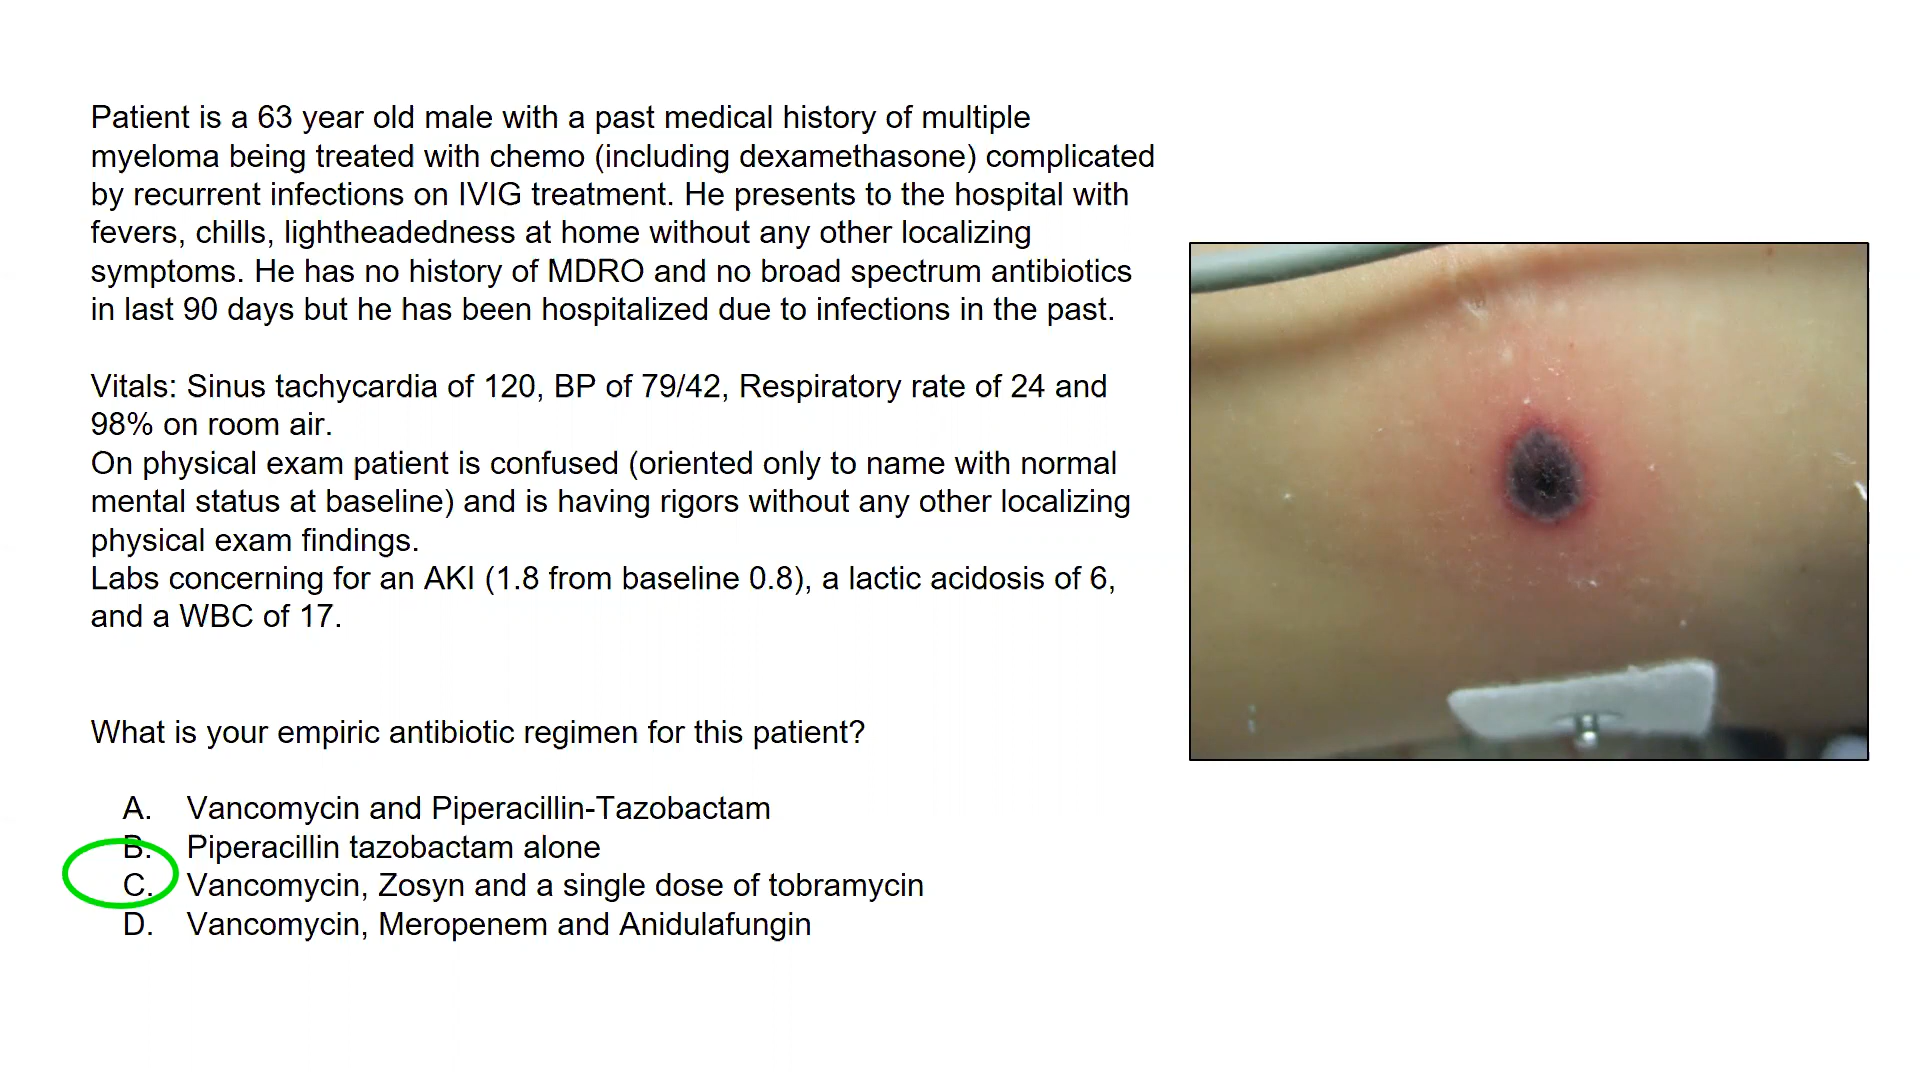 Patient is a 63 year old male with a past medical history of multiple
myeloma being treated with chemo (including dexamethasone) complicated
by recurrent infections on IVIG treatment. He presents to the hospital with
fevers, chills, lightheadedness at home without any other localizing
symptoms. He has no history of MDRO and no broad spectrum antibiotics
in last 90 days but he has been hospitalized due to infections in the past.
Vitals: Sinus tachycardia of 120, BP of 79/42, Respiratory rate of 24 and
98% on room air.
On physical exam patient is confused (oriented only to name with normal
mental status at baseline) and is having rigors without any other localizing
physical exam findings.
Labs concerning for an AKI (1.8 from baseline 0.8), a lactic acidosis of 6,
and a WBC of 17.
What is your empiric antibiotic regimen for this patient?
A. Vancomycin and Piperacillin-Tazobactam
B. Piperacillin tazobactam alone
C. Vancomycin, Zosyn and a single dose of tobramycin
D. Vancomycin, Meropenem and Anidulafungin